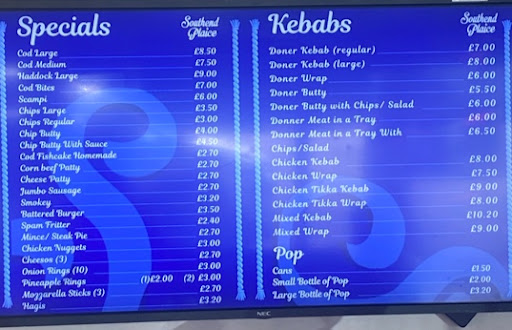 Specials Southend Plaice
Cod Large £8.50
Cod Medium £7.50
Haddock Large £9.00
Cod Bites £7.00
Scampi £6.00
Chips Large £3.50
Chips Regular £3.00
Chip Butty £4.00
Chip Butty With Sauce £4.50
Cod Fishcake Homemade £2.70
Corn beef Patty £2.70
Cheese Patty £2.70
Jumbo Sausage £2.70
Smokey £3.20
Battered Burger £3.50
Spam Fritter £2.40
Mince/ Steak Pie £2.70
Chicken Nuggets £3.00
Cheesos (3) £2.70
Onion Rings (10) £3.00
Pineapple Rings (1)£2.00 (2) £3.00
Mozzarella Sticks (3) £2.70
Hagis £3.20
Kebabs Southend Plaice
Doner Kebab (regular) £7.00
Doner Kebab (large) £8.00
Doner Wrap £6.00
Doner Butty £5.50
Doner Butty with Chips/ Salad £6.00
Donner Meat in a Tray £6.00
Donner Meat in a Tray With £6.50
Chips/Salad
Chicken Kebab £8.00
Chicken Wrap £7.50
Chicken Tikka Kebab £9.00
Chicken Tikka Wrap £8.00
Mixed Kebab £10.20
Mixed Wrap £9.00
Pop
Cans £1.50
Small Bottle of Pop £2.00
Large Bottle of Pop £3.20
NEC